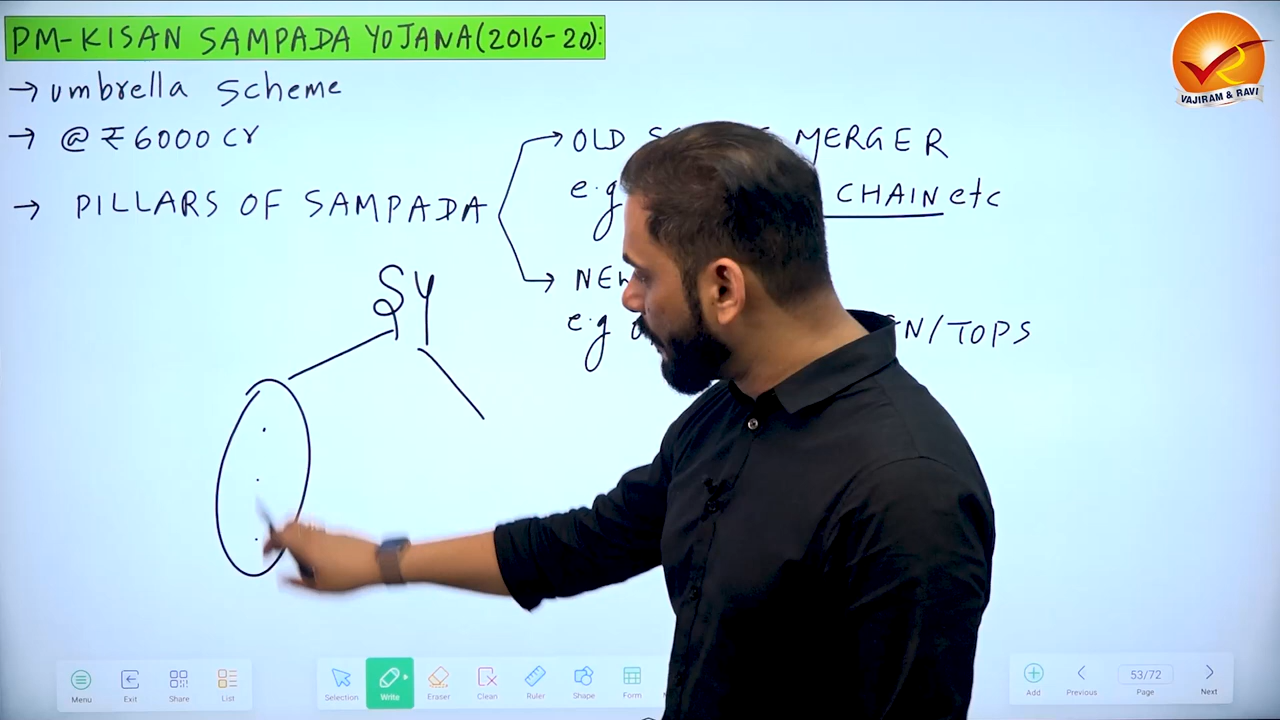 PM-KISAN SAMPADA YOJANA(2016-20):
→ umbrella scheme
→ @ ₹ 6000 cr
→ PILLARS OF SAMPADA
→ OLD MERGER
e.g CHAIN etc
→ NEW
e.g /TOPS
SY
VAJIRAM & RAVI
Menu Exit Share List Selection Write Eraser Clean Ruler Shape Form Add Previous 53/72 Page Next